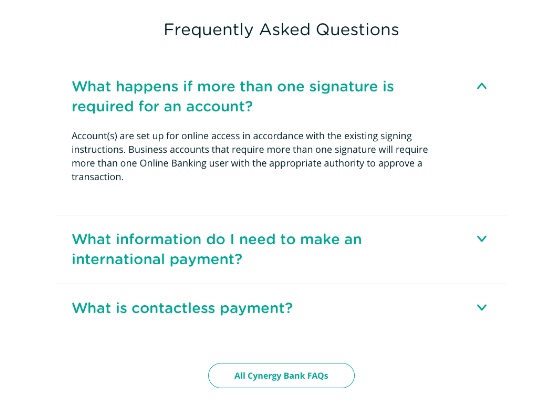 Frequently Asked Questions
What happens if more than one signature is
required for an account?
Account(s) are set up for online access in accordance with the existing signing
instructions. Business accounts that require more than one signature will require
more than one Online Banking user with the appropriate authority to approve a
transaction.
What information do I need to make an
international payment?
What is contactless payment?
All Cynergy Bank FAQs